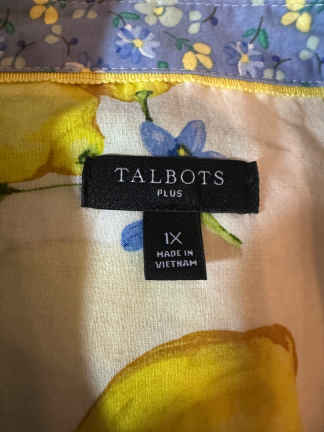 TALBOTS
PLUS
1X
MADE IN
VIETNAM